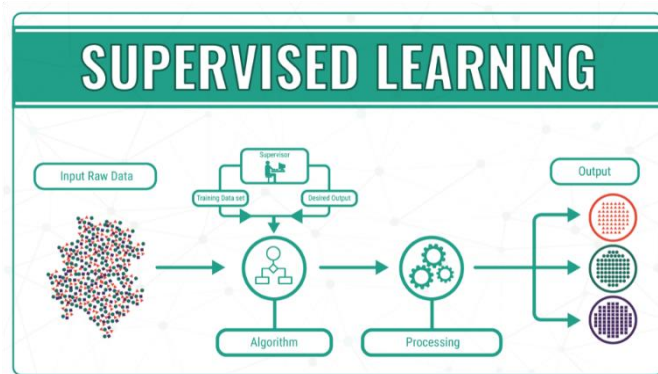 SUPERVISED LEARNING
Input Raw Data
Supervisor
Training Data set
Desired Output
Algorithm
Processing
Output